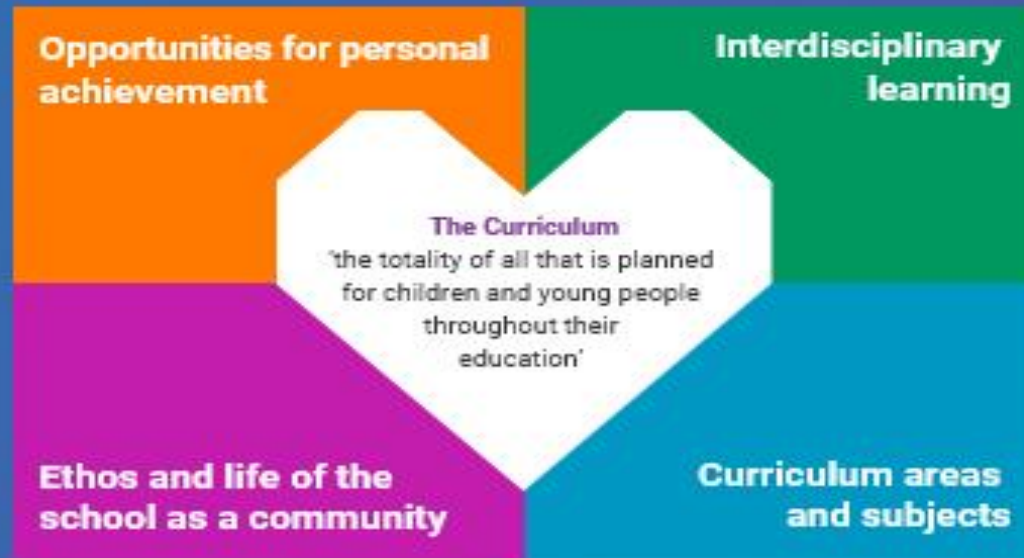 Opportunities for personal
achievement
Interdisciplinary
learning
The Curriculum
'the totality of all that is planned
for children and young people
throughout their
education'
Ethos and life of the
school as a community
Curriculum areas
and subjects